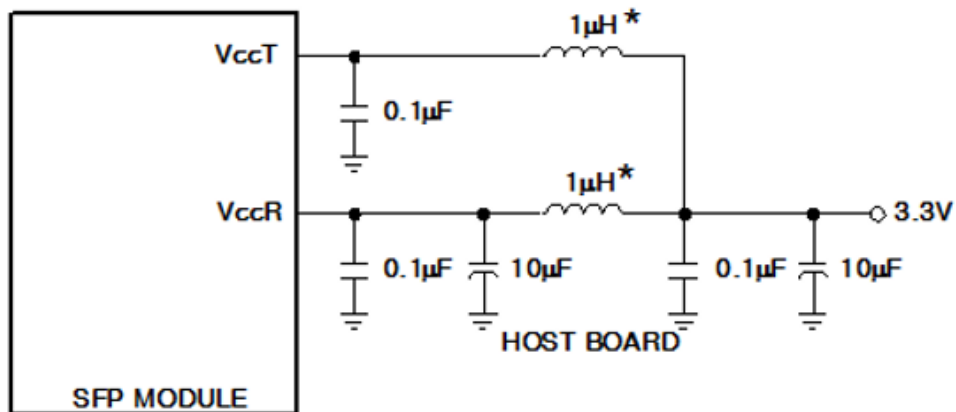 1μH*
VccT
0.1μF
1μH*
VccR
3.3V
0.1μF
10μF
0.1μF
10μF
HOST BOARD
SFP MODULE